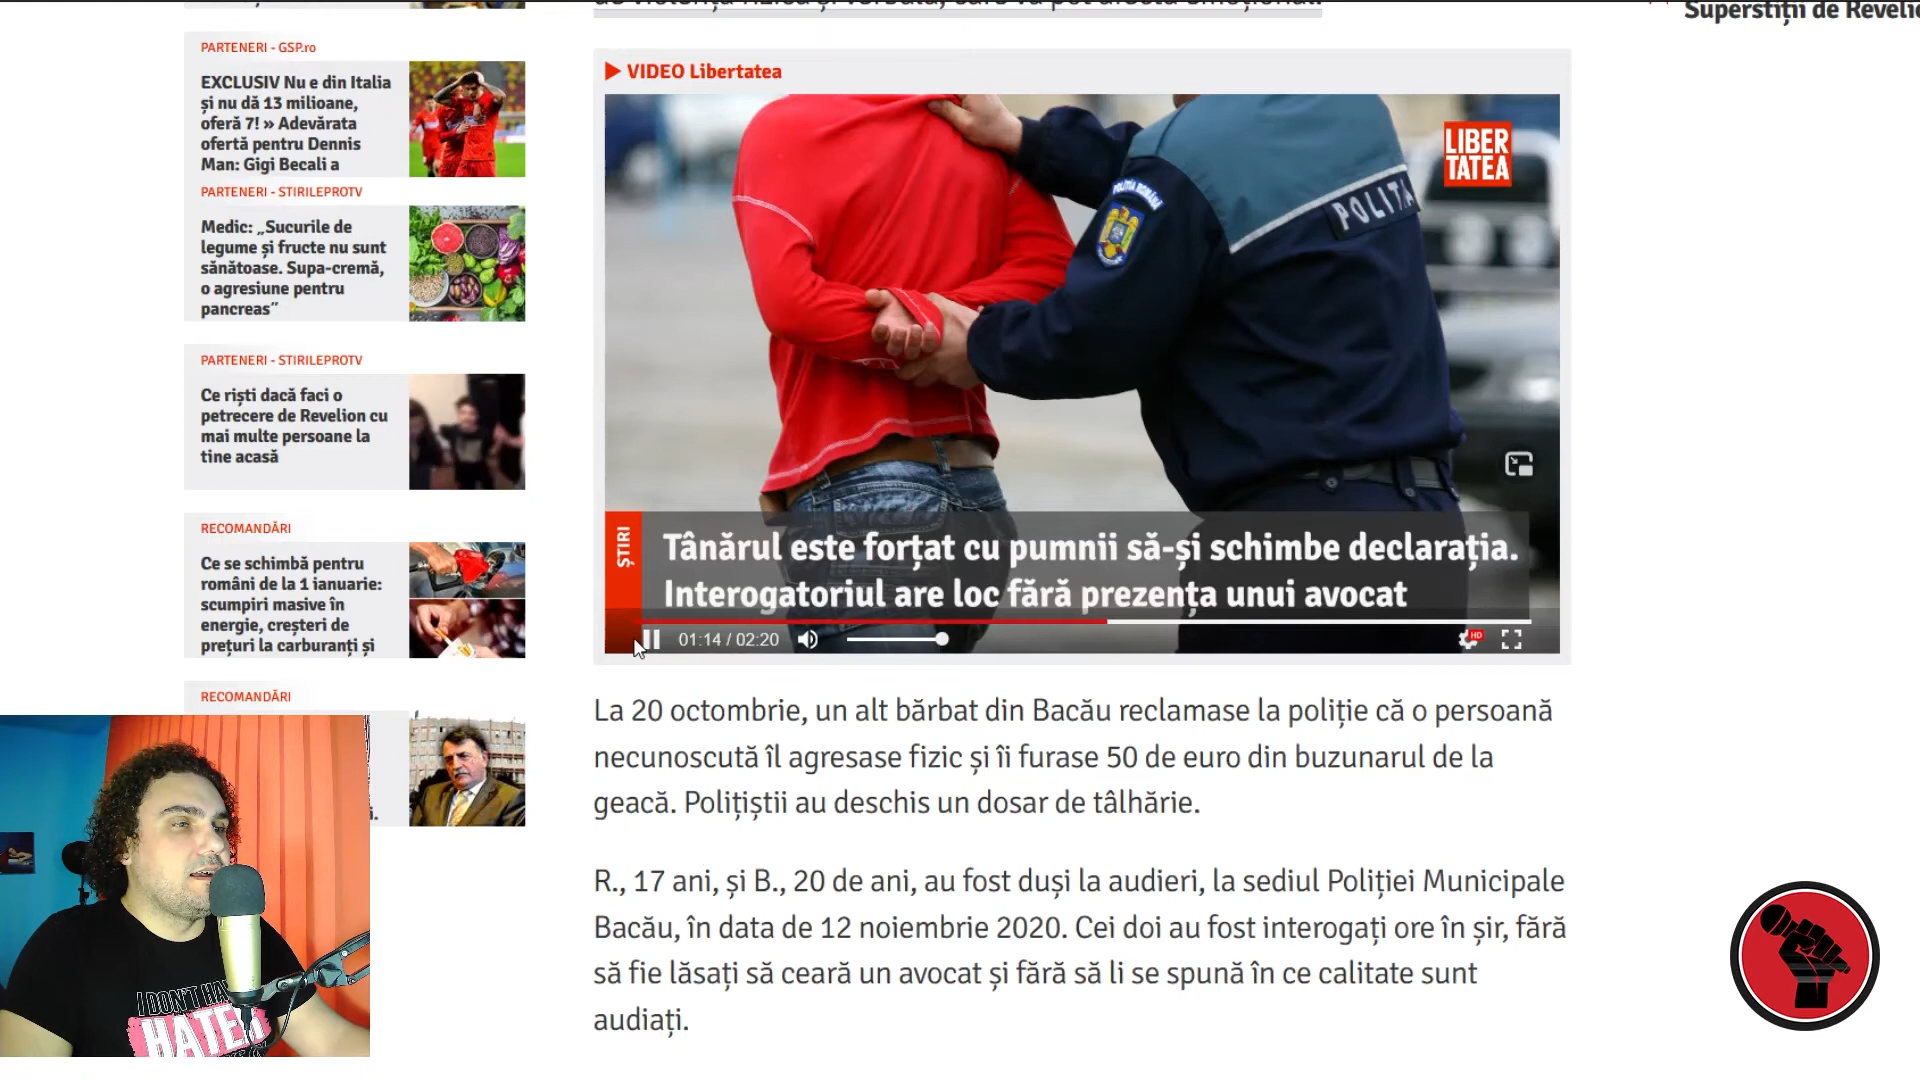 PARTENERI - GSP.ro
EXCLUSIV Nu e din Italia
și nu dă 13 milioane,
oferă 7! » Adevărata
ofertă pentru Dennis
Man: Gigi Becali a
PARTENERI - STIRILEPROTV
Medic: „Sucurile de
legume și fructe nu sunt
sănătoase. Supa-cremă,
o agresiune pentru
pancreas”
PARTENERI - STIRILEPROTV
Ce riști dacă faci o
petrecere de Revelion cu
mai multe persoane la
tine acasă
RECOMANDĂRI
Ce se schimbă pentru
români de la 1 ianuarie:
scumpiri masive în
energie, creșteri de
prețuri la carburanți și
RECOMANDĂRI
Superstiții de Revelio
VIDEO Libertatea
LIBER
TATEA
POLIȚIA ROMÂNĂ
POLIȚIA
ȘTIRI
Tânărul este forțat cu pumnii să-și schimbe declarația.
Interogatoriul are loc fără prezența unui avocat
01:14 / 02:20
HD
La 20 octombrie, un alt bărbat din Bacău reclamase la poliție că o persoană
necunoscută îl agresase fizic și îi furase 50 de euro din buzunarul de la
geacă. Polițiștii au deschis un dosar de tâlhărie.
R., 17 ani, și B., 20 de ani, au fost duși la audieri, la sediul Poliției Municipale
Bacău, în data de 12 noiembrie 2020. Cei doi au fost interogați ore în șir, fără
să fie lăsați să ceară un avocat și fără să li se spună în ce calitate sunt
audiați.
I DON'T HA
HATE